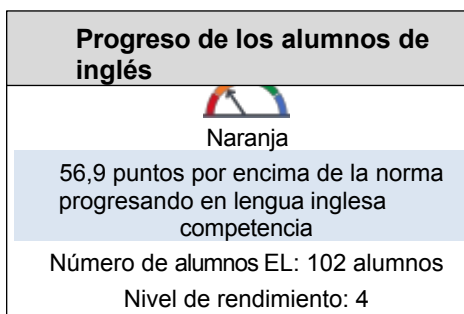 Progreso de los alumnos de
inglés
Naranja
56,9 puntos por encima de la norma
progresando en lengua inglesa
competencia
Número de alumnos EL: 102 alumnos
Nivel de rendimiento: 4